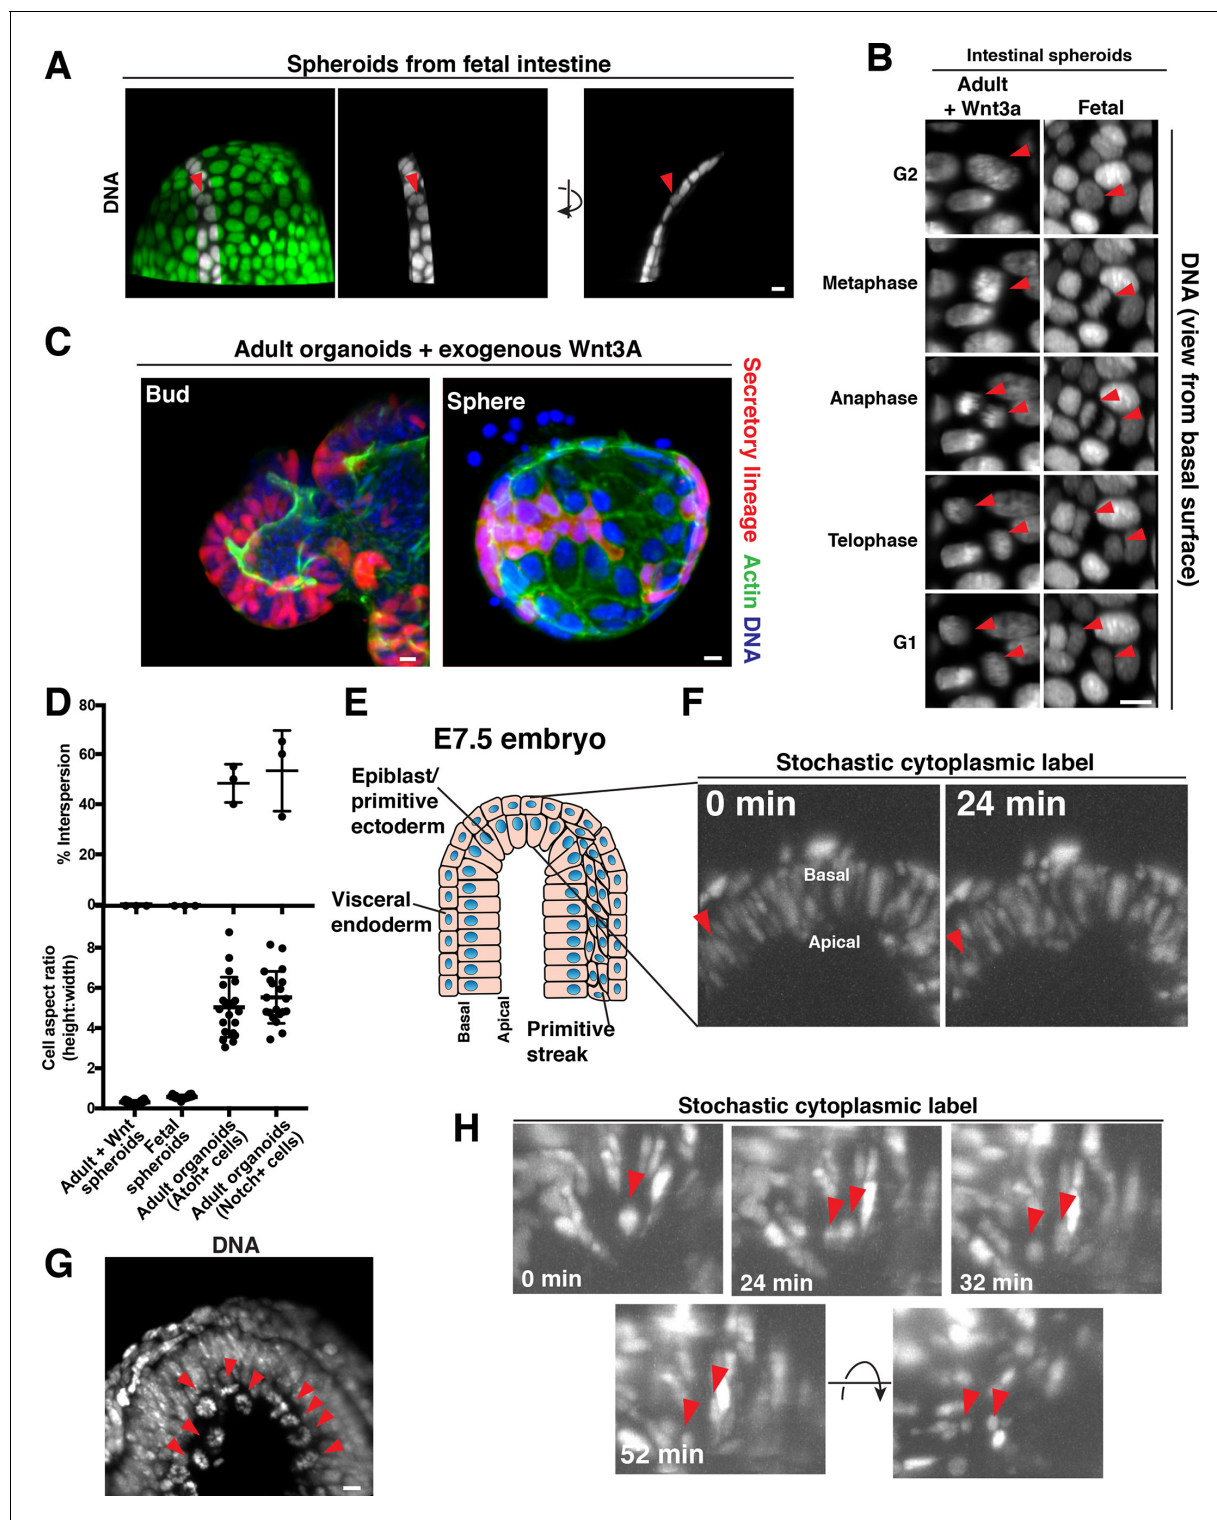 A
Spheroids from fetal intestine
DNA
B
Intestinal spheroids
Adult
+ Wnt3a
Fetal
G2
Metaphase
Anaphase
Telophase
G1
DNA (view from basal surface)
C
Adult organoids + exogenous Wnt3A
Bud
Sphere
Secretory lineage Actin DNA
D
% Interspersion
80
60
40
20
0
Cell aspect ratio
(height:width)
8
6
4
2
0
Adult + Wnt
spheroids
Fetal
spheroids
Adult organoids
(Atoh+ cells)
Adult organoids
(Notch+ cells)
E
E7.5 embryo
Epiblast/
primitive
ectoderm
Visceral
endoderm
Basal
Apical
Primitive
streak
F
Stochastic cytoplasmic label
0 min
24 min
Basal
Apical
G
DNA
H
Stochastic cytoplasmic label
0 min
24 min
32 min
52 min